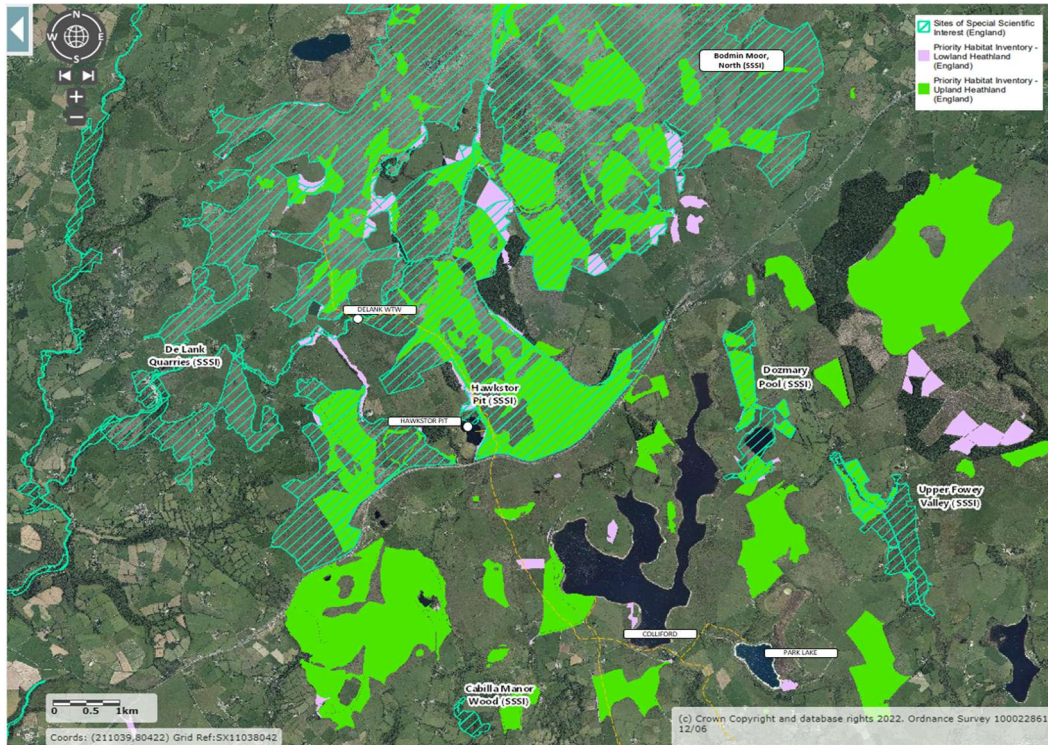 N
W
E
S
Sites of Special Scientific
Interest (England)
Priority Habitat Inventory -
Lowland Heathland
(England)
Priority Habitat Inventory -
Upland Heathland
(England)
Bodmin Moor,
North (SSSI)
DELANK WTW
De Lank
Quarries (SSSI)
Hawkstor
Pit (SSSI)
Dozmary
Pool (SSSI)
HAWKSTOR PIT
Upper Fowey
Valley (SSSI)
COLLIFORD
PARK LAKE
Cabilla Manor
Wood (SSSI)
0 0.5 1km
Coords: (211039,80422) Grid Ref:SX11038042
(c) Crown Copyright and database rights 2022. Ordnance Survey 100022861
12/06